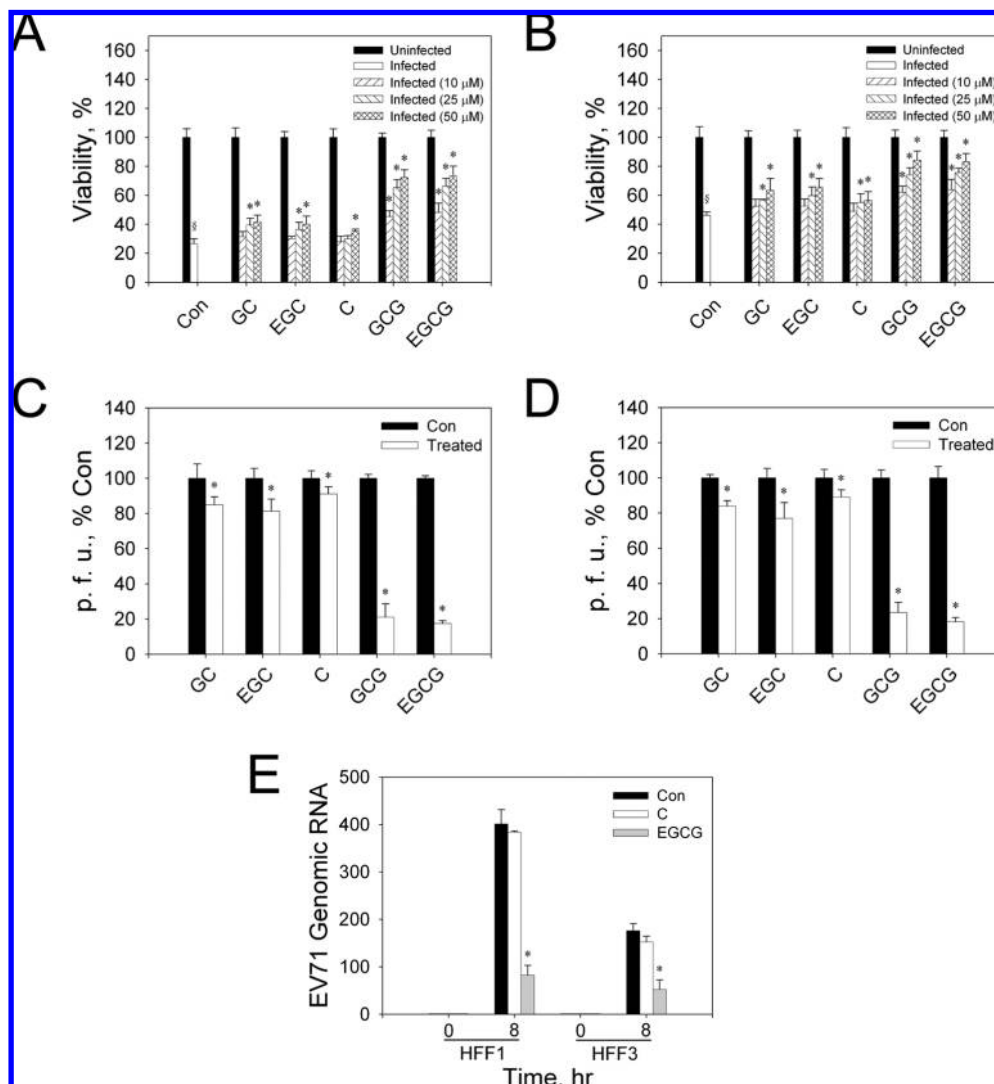 A
Viability, %
160
140
120
100
80
60
40
20
0
Uninfected
Infected
Infected (10 μM)
Infected (25 μM)
Infected (50 μM)
§
* *
* *
*
* * *
* * *
Con GC EGC C GCG EGCG
B
Viability, %
160
140
120
100
80
60
40
20
0
Uninfected
Infected
Infected (10 μM)
Infected (25 μM)
Infected (50 μM)
§
* *
* *
* *
* * *
* * *
Con GC EGC C GCG EGCG
C
p. f. u., % Con
140
120
100
80
60
40
20
0
Con
Treated
* * * * *
GC EGC C GCG EGCG
D
p. f. u., % Con
140
120
100
80
60
40
20
0
Con
Treated
* * * * *
GC EGC C GCG EGCG
E
EV71 Genomic RNA
500
400
300
200
100
0
Con
C
EGCG
* *
0 8 0 8
HFF1 HFF3
Time, hr